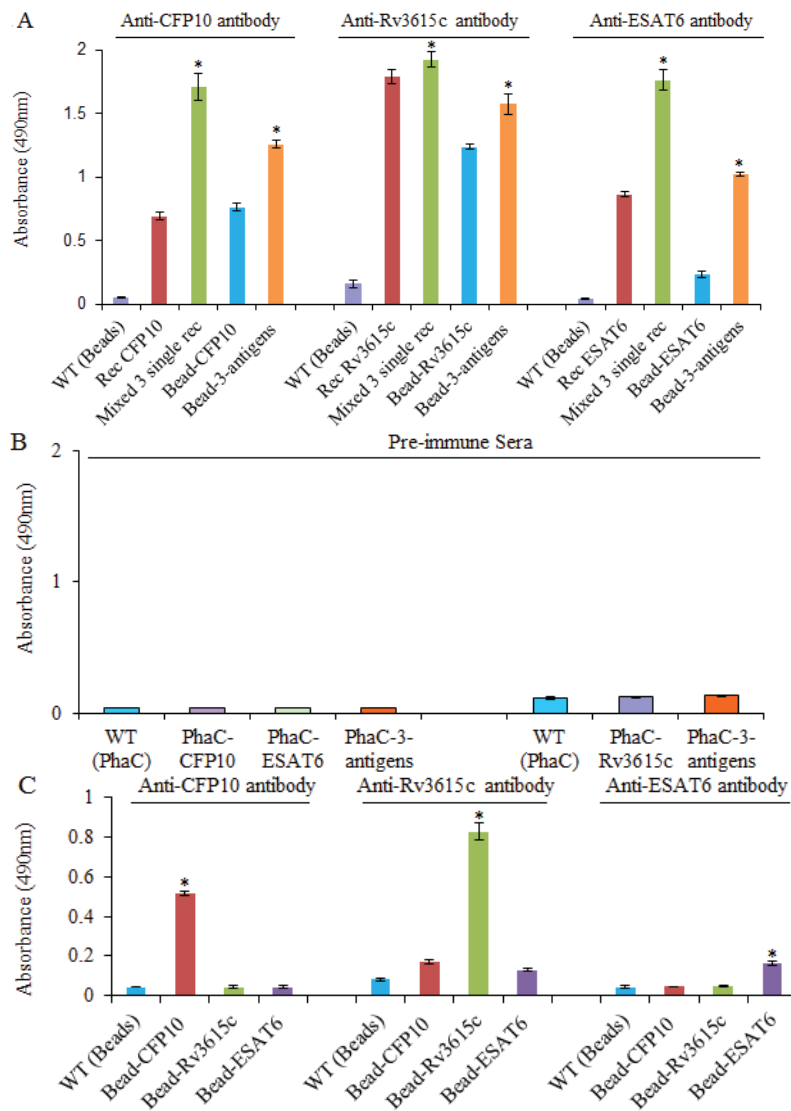 A
Anti-CFP10 antibody Anti-Rv3615c antibody Anti-ESAT6 antibody
Absorbance (490nm)
2
1.5
1
0.5
0
* * * * * *
WT (Beads) Rec CFP10 Mixed 3 single rec Bead-CFP10 Bead-3-antigens WT (Beads) Rec Rv3615c Mixed 3 single rec Bead-Rv3615c Bead-3-antigens WT (Beads) Rec ESAT6 Mixed 3 single rec Bead-ESAT6 Bead-3-antigens
B
Pre-immune Sera
Absorbance (490nm)
2
1
0
WT PhaC- PhaC- PhaC-3- WT PhaC- PhaC-3-
(PhaC) CFP10 ESAT6 antigens (PhaC) Rv3615c antigens
C
Anti-CFP10 antibody Anti-Rv3615c antibody Anti-ESAT6 antibody
Absorbance (490nm)
1
0.8
0.6
0.4
0.2
0
* * *
WT (Beads) Bead-CFP10 Bead-Rv3615c Bead-ESAT6 WT (Beads) Bead-CFP10 Bead-Rv3615c Bead-ESAT6 WT (Beads) Bead-CFP10 Bead-Rv3615c Bead-ESAT6